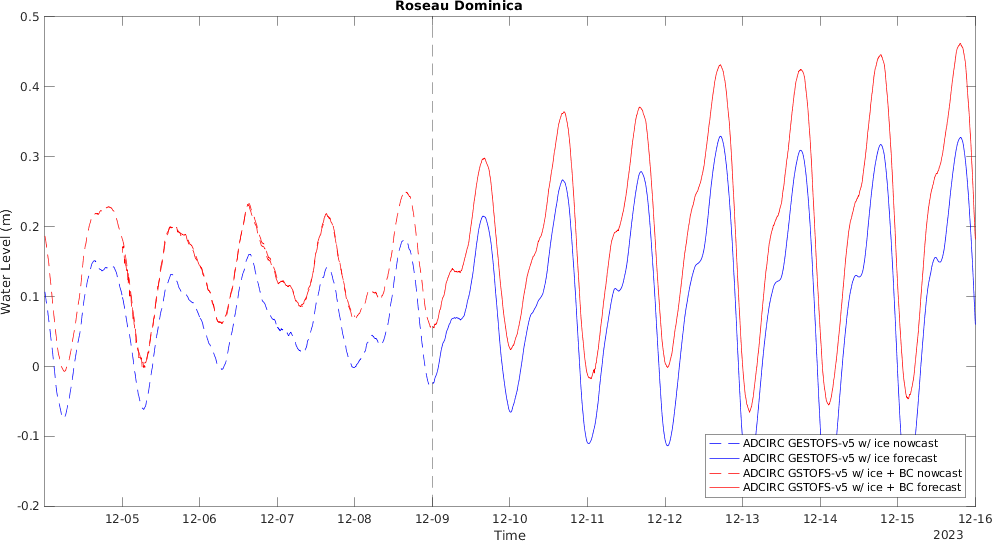 Roseau Dominica
0.5
0.4
0.3
0.2
0.1
0
-0.1
-0.2
Water Level (m)
ADCIRC GESTOFS-v5 w/ ice nowcast
ADCIRC GESTOFS-v5 w/ ice forecast
ADCIRC GSTOFS-v5 w/ ice + BC nowcast
ADCIRC GSTOFS-v5 w/ ice + BC forecast
12-05 12-06 12-07 12-08 12-09 12-10 12-11 12-12 12-13 12-14 12-15 12-16
Time
2023